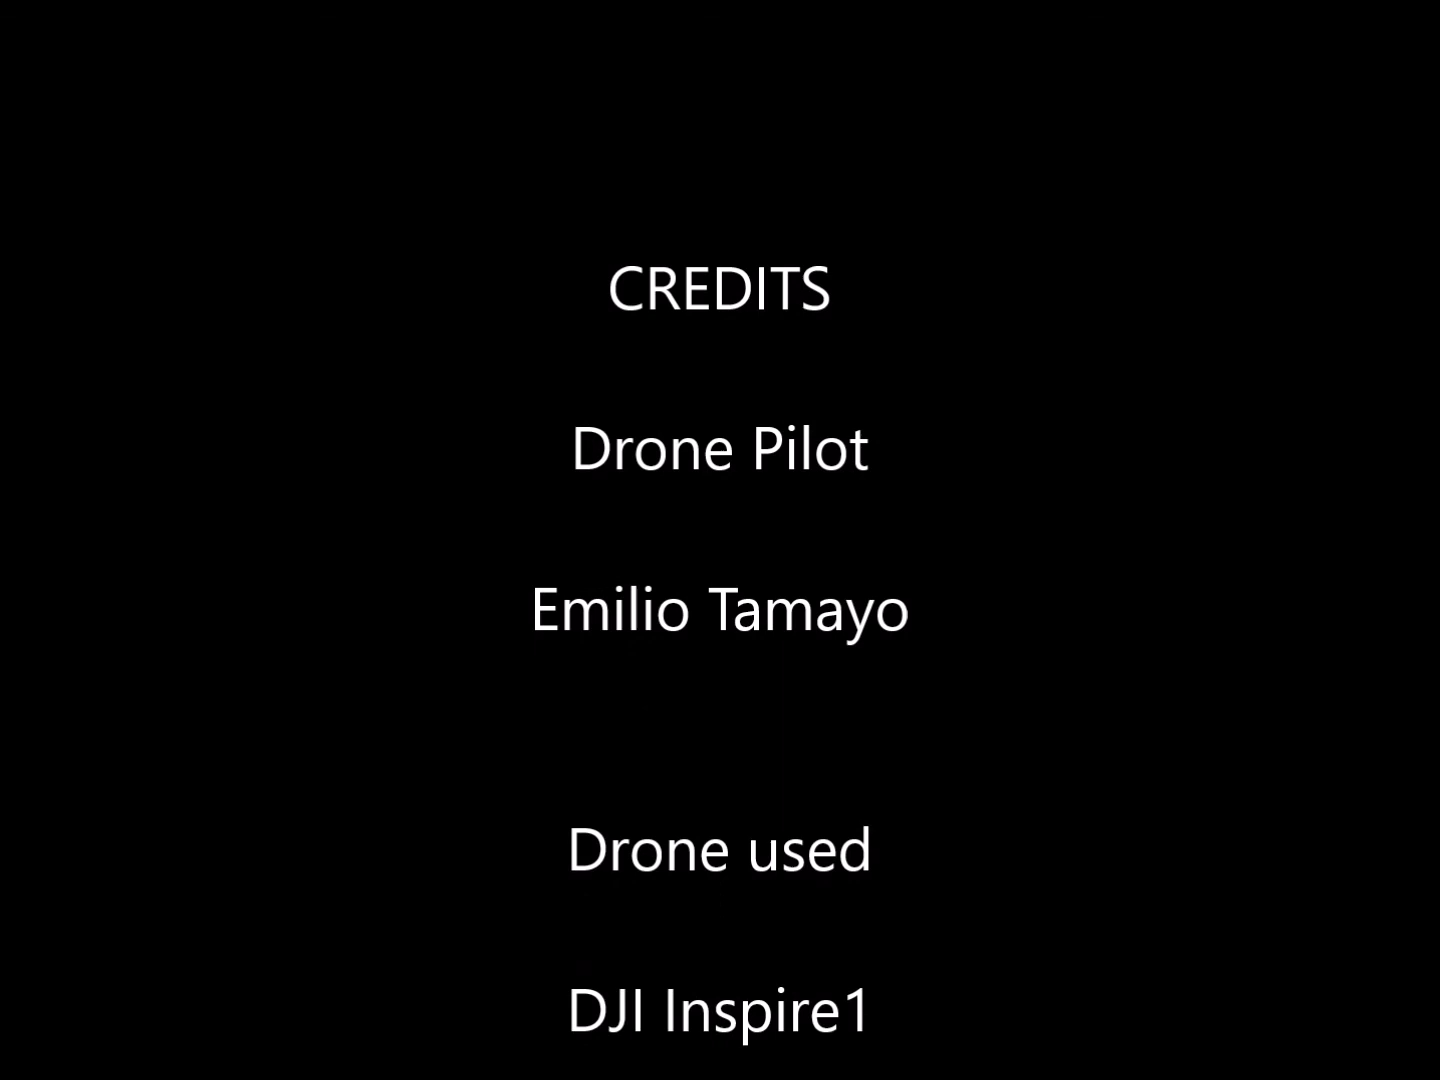 CREDITS
Drone Pilot
Emilio Tamayo
Drone used
DJI Inspire1